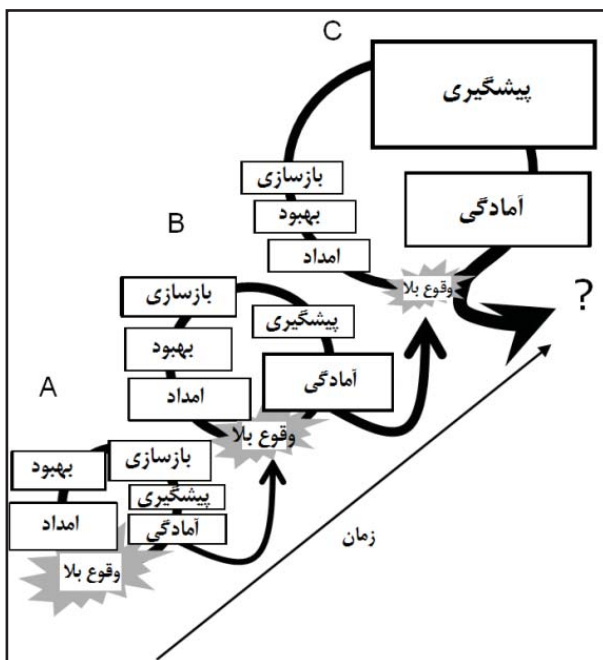 C
پیشگیری
بازسازی
آمادگی
بهبود
امداد
وقوع بلا
?
B
بازسازی
پیشگیری
بهبود
آمادگی
امداد
وقوع بلا
A
بازسازی
بهبود
پیشگیری
امداد
آمادگی
وقوع بلا
زمان